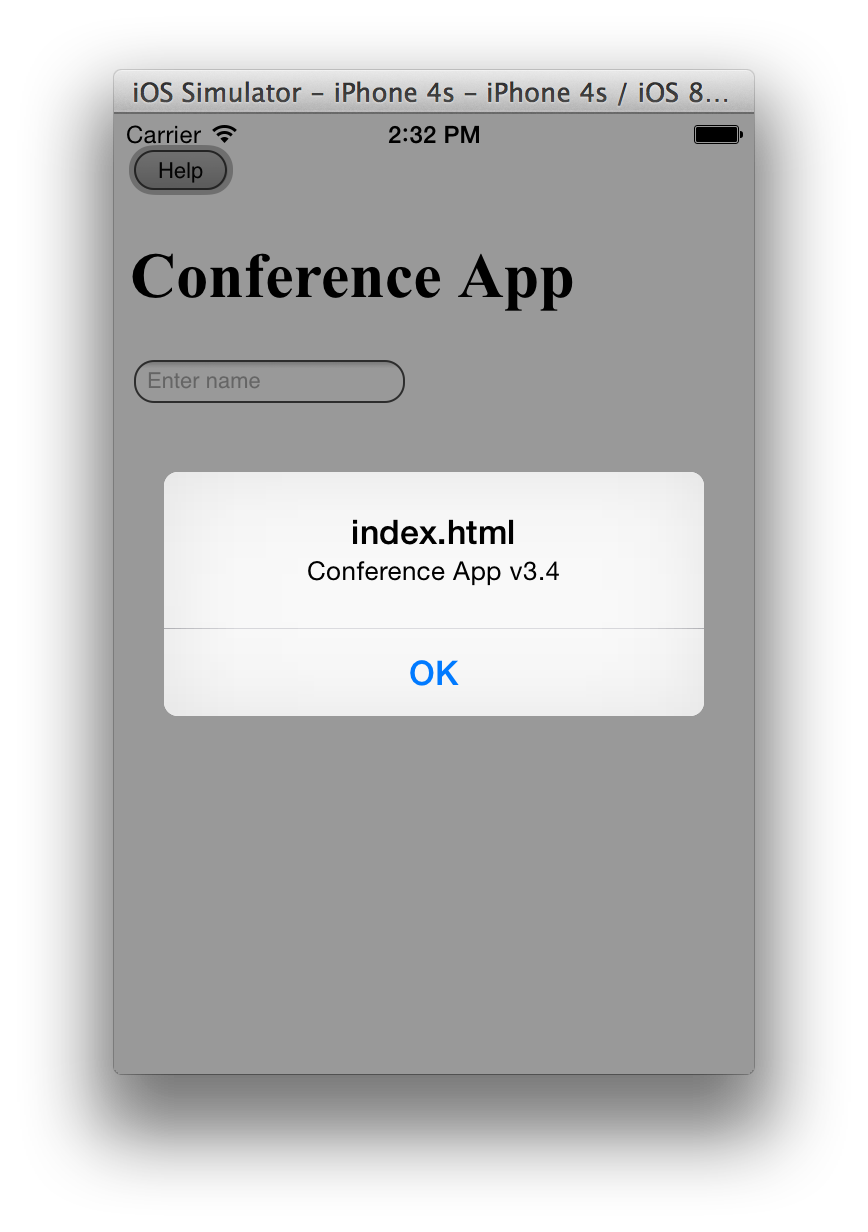 iOS Simulator – iPhone 4s – iPhone 4s / iOS 8...
Carrier 2:32 PM
Help
Conference App
Enter name
index.html
Conference App v3.4
OK